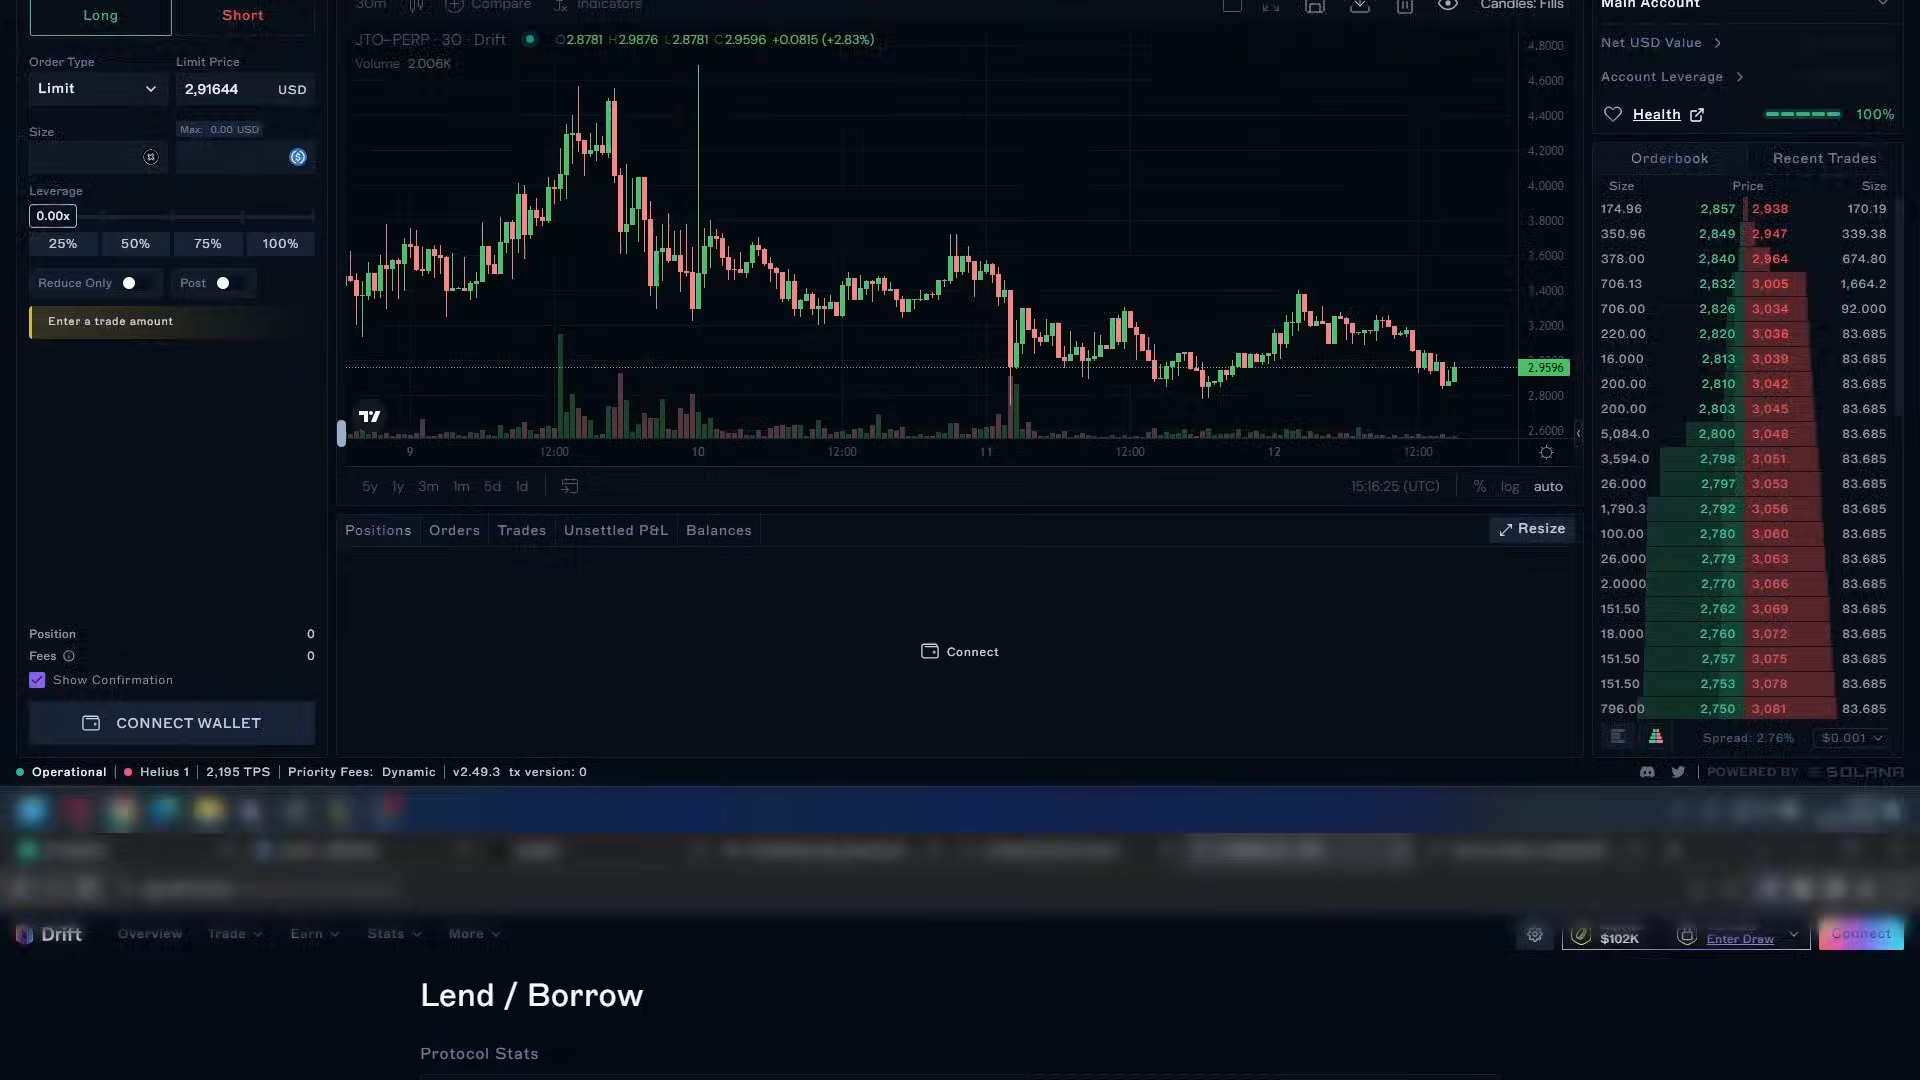 Long
Short
30m
Compare
Indicators
Candles: Fills
Main Account
JTO-PERP · 30 · Drift
O2.8781 H2.9876 L2.8781 C2.9596 +0.0815 (+2.83%)
Volume 2.006K
Net USD Value
Account Leverage
Health
100%
Order Type
Limit Price
Limit
2,91644
USD
Size
Max: 0.00 USD
Leverage
0.00x
25%
50%
75%
100%
Reduce Only
Post
Enter a trade amount
4.8000
4.6000
4.4000
4.2000
4.0000
3.8000
3.6000
3.4000
3.2000
2.9596
2.8000
2.6000
9
12:00
10
12:00
11
12:00
12
12:00
5y 1y 3m 1m 5d 1d
15:16:25 (UTC)
% log auto
Positions
Orders
Trades
Unsettled P&L
Balances
Resize
Connect
Orderbook
Recent Trades
Size Price Size
174.96 2,857 2,938 170.19
350.96 2,849 2,947 339.38
378.00 2,840 2,964 674.80
706.13 2,832 3,005 1,664.2
706.00 2,826 3,034 92.000
220.00 2,820 3,036 83.685
16.000 2,813 3,039 83.685
200.00 2,810 3,042 83.685
200.00 2,803 3,045 83.685
5,084.0 2,800 3,048 83.685
3,594.0 2,798 3,051 83.685
26.000 2,797 3,053 83.685
1,790.3 2,792 3,056 83.685
100.00 2,780 3,060 83.685
26.000 2,779 3,063 83.685
2.0000 2,770 3,066 83.685
151.50 2,762 3,069 83.685
18.000 2,760 3,072 83.685
151.50 2,757 3,075 83.685
151.50 2,753 3,078 83.685
796.00 2,750 3,081 83.685
Spread: 2.76%
$0.001
Position 0
Fees 0
Show Confirmation
CONNECT WALLET
Operational | Helius 1 | 2,195 TPS | Priority Fees: Dynamic | v2.49.3 tx version: 0
POWERED BY SOLANA
Drift
Overview
Trade
Earn
Stats
More
$102K
Enter Draw
Connect
Lend / Borrow
Protocol Stats